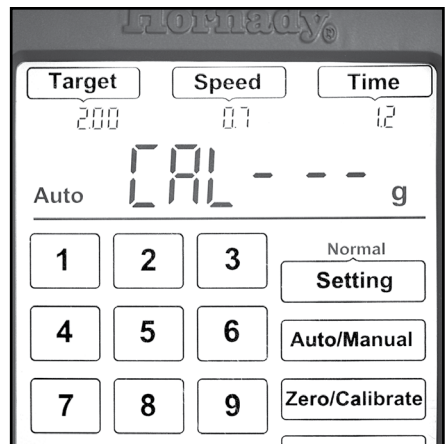 Hornady®
Target Speed Time
2.00 0.7 1.2
Auto CAL--- g
1 2 3 Normal
Setting
4 5 6 Auto/Manual
7 8 9 Zero/Calibrate